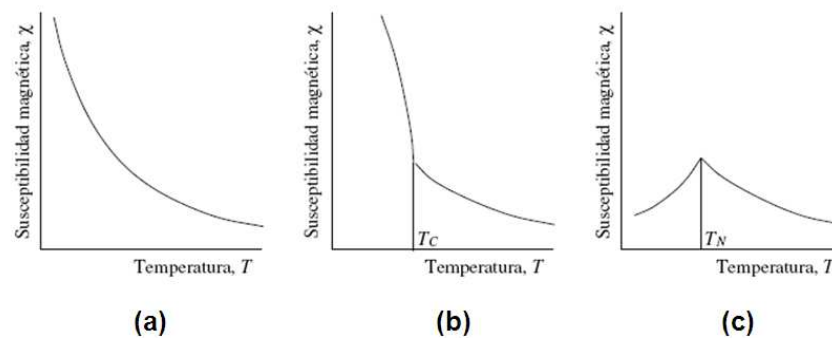 Susceptibilidad magnética, χ
Temperatura, T
(a)
Susceptibilidad magnética, χ
T_C
Temperatura, T
(b)
Susceptibilidad magnética, χ
T_N
Temperatura, T
(c)